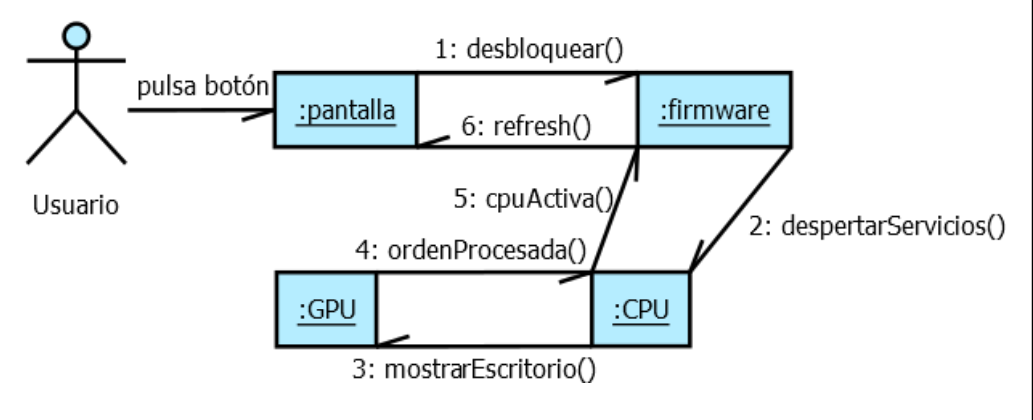 1: desbloquear()
pulsa botón
:pantalla
:firmware
6: refresh()
Usuario
5: cpuActiva()
2: despertarServicios()
4: ordenProcesada()
:GPU
:CPU
3: mostrarEscritorio()